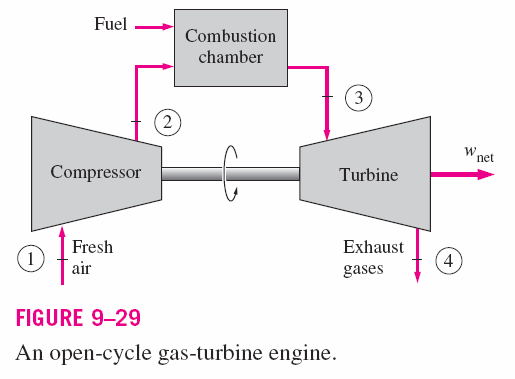 Fuel
Combustion
chamber
3
2
w net
Compressor
Turbine
1
Fresh
air
Exhaust
gases
4
FIGURE 9–29
An open-cycle gas-turbine engine.